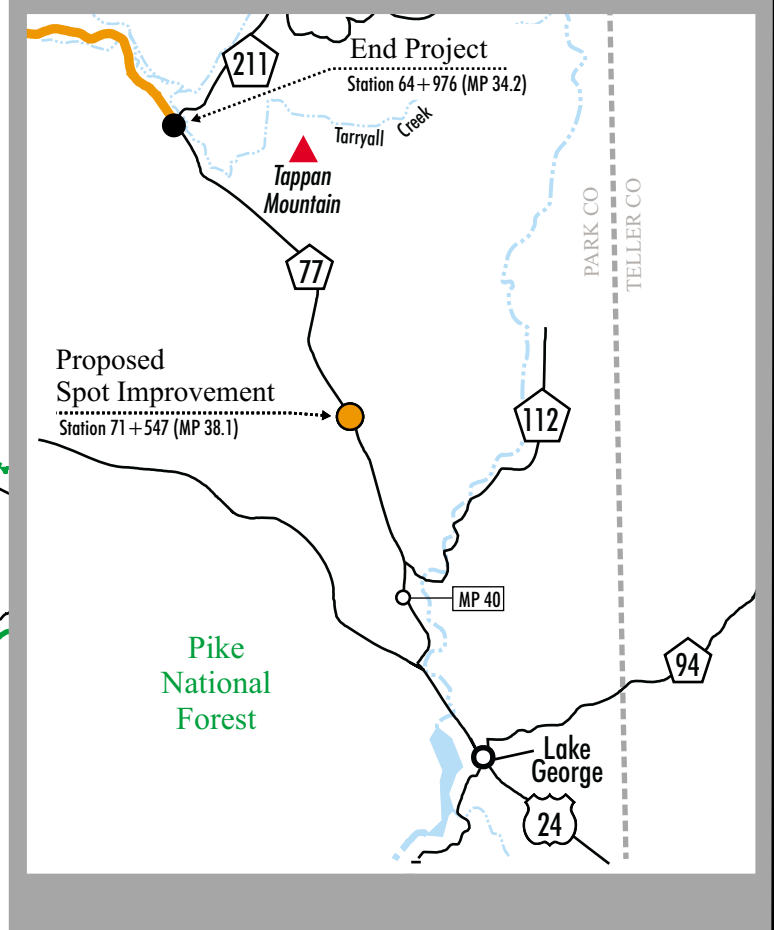 211
End Project
Station 64+976 (MP 34.2)
Tarryall Creek
Tappan
Mountain
PARK CO
TELLER CO
77
Proposed
Spot Improvement
Station 71+547 (MP 38.1)
112
MP 40
Pike
National
Forest
94
Lake
George
24